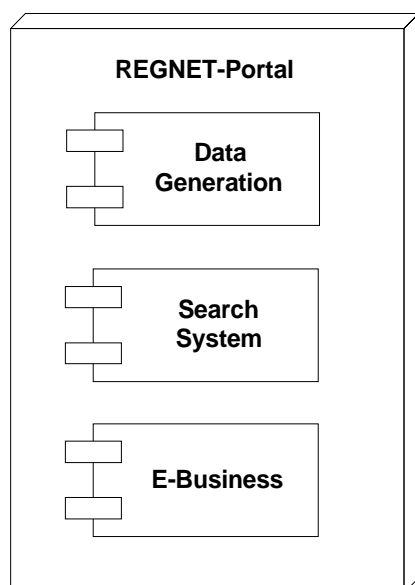 REGNET-Portal
Data
Generation
Search
System
E-Business